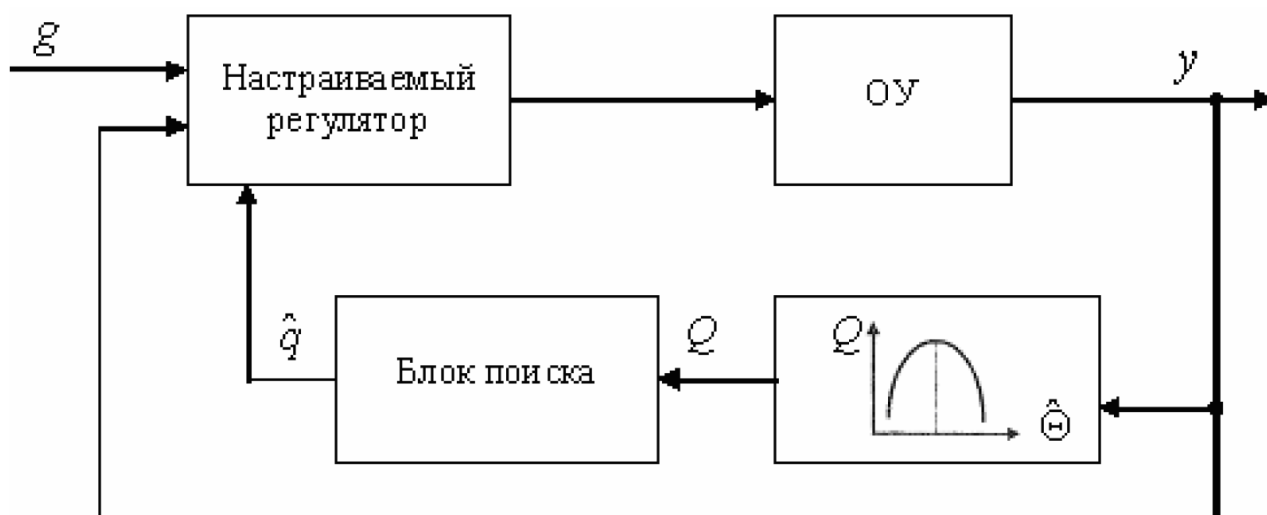 g
Настраиваемый
регулятор
ОУ
y
q̂
Блок поиска
Q
Q
Θ̂